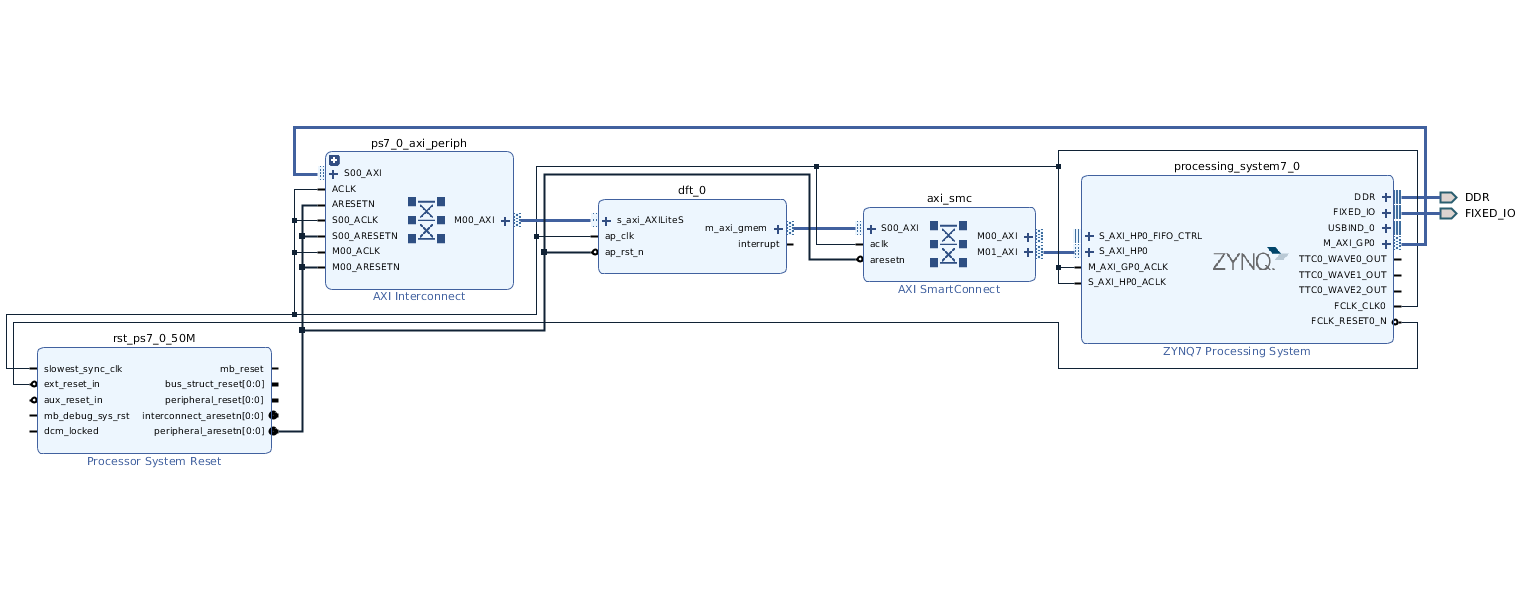 ps7_0_axi_periph
S00_AXI
ACLK
ARESETN
S00_ACLK
S00_ARESETN
M00_ACLK
M00_ARESETN
M00_AXI
AXI Interconnect
dft_0
s_axi_AXILiteS
ap_clk
ap_rst_n
m_axi_gmem
interrupt
axi_smc
S00_AXI
aclk
aresetn
M00_AXI
M01_AXI
AXI SmartConnect
processing_system7_0
S_AXI_HP0_FIFO_CTRL
S_AXI_HP0
M_AXI_GP0_ACLK
S_AXI_HP0_ACLK
ZYNQ
DDR
FIXED_IO
USBIND_0
M_AXI_GP0
TTC0_WAVE0_OUT
TTC0_WAVE1_OUT
TTC0_WAVE2_OUT
FCLK_CLK0
FCLK_RESET0_N
ZYNQ7 Processing System
DDR
FIXED_IO
rst_ps7_0_50M
slowest_sync_clk
ext_reset_in
aux_reset_in
mb_debug_sys_rst
dcm_locked
mb_reset
bus_struct_reset[0:0]
peripheral_reset[0:0]
interconnect_aresetn[0:0]
peripheral_aresetn[0:0]
Processor System Reset